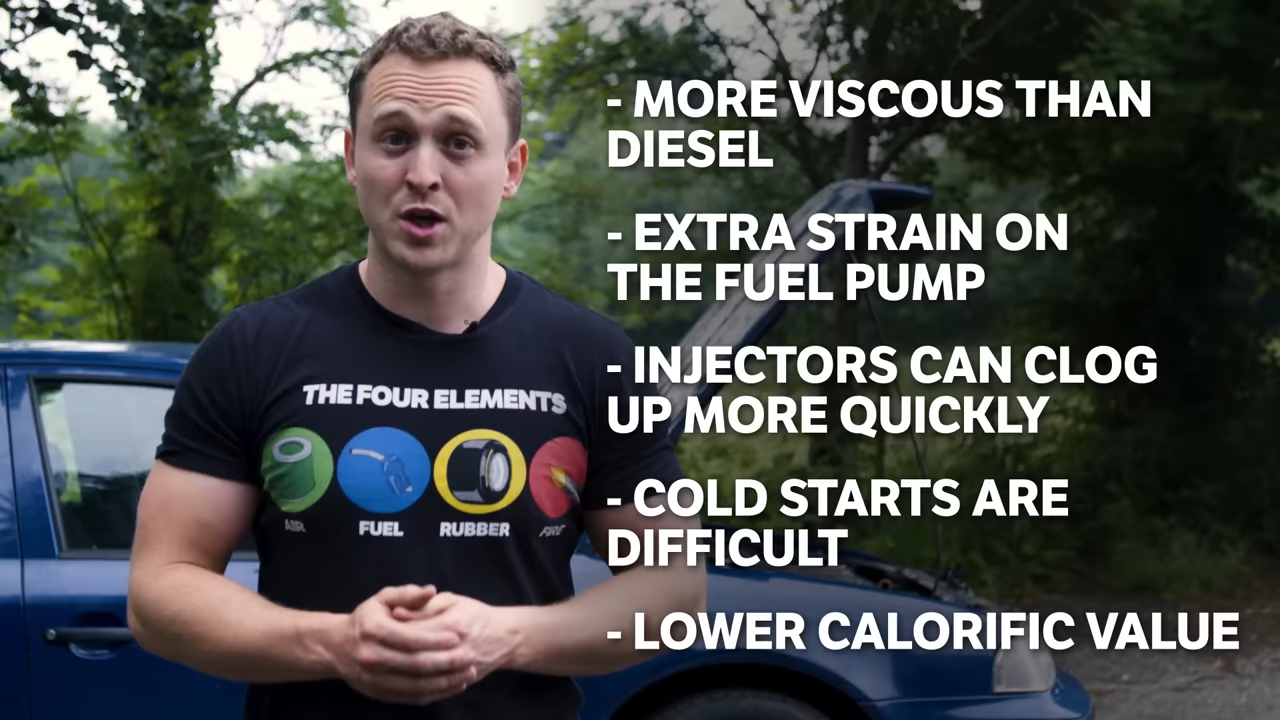 - MORE VISCOUS THAN
DIESEL
- EXTRA STRAIN ON
THE FUEL PUMP
- INJECTORS CAN CLOG
UP MORE QUICKLY
- COLD STARTS ARE
DIFFICULT
- LOWER CALORIFIC VALUE
THE FOUR ELEMENTS
AIR FUEL RUBBER FIRE